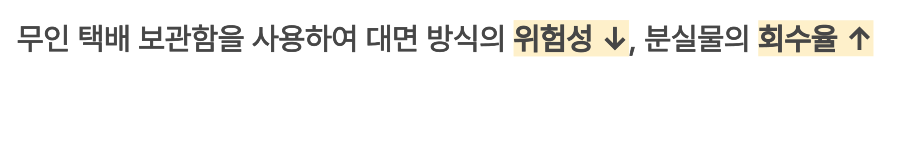 무인 택배 보관함을 사용하여 대면 방식의 위험성 ↓, 분실물의 회수율 ↑